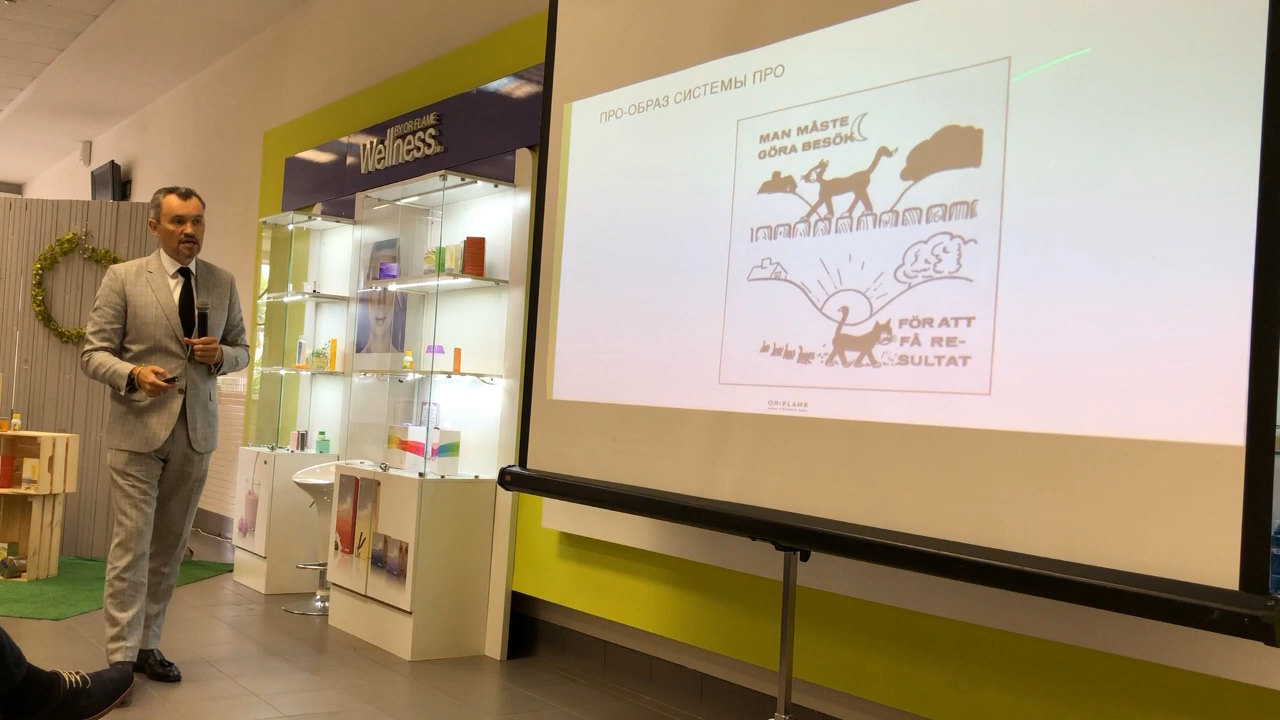 BY ORIFLAME
Wellness
ПРО-ОБРАЗ СИСТЕМЫ ПРО
MAN MÅSTE
GÖRA BESÖK
FÖR ATT
FÅ RE-
SULTAT
ORIFLAME